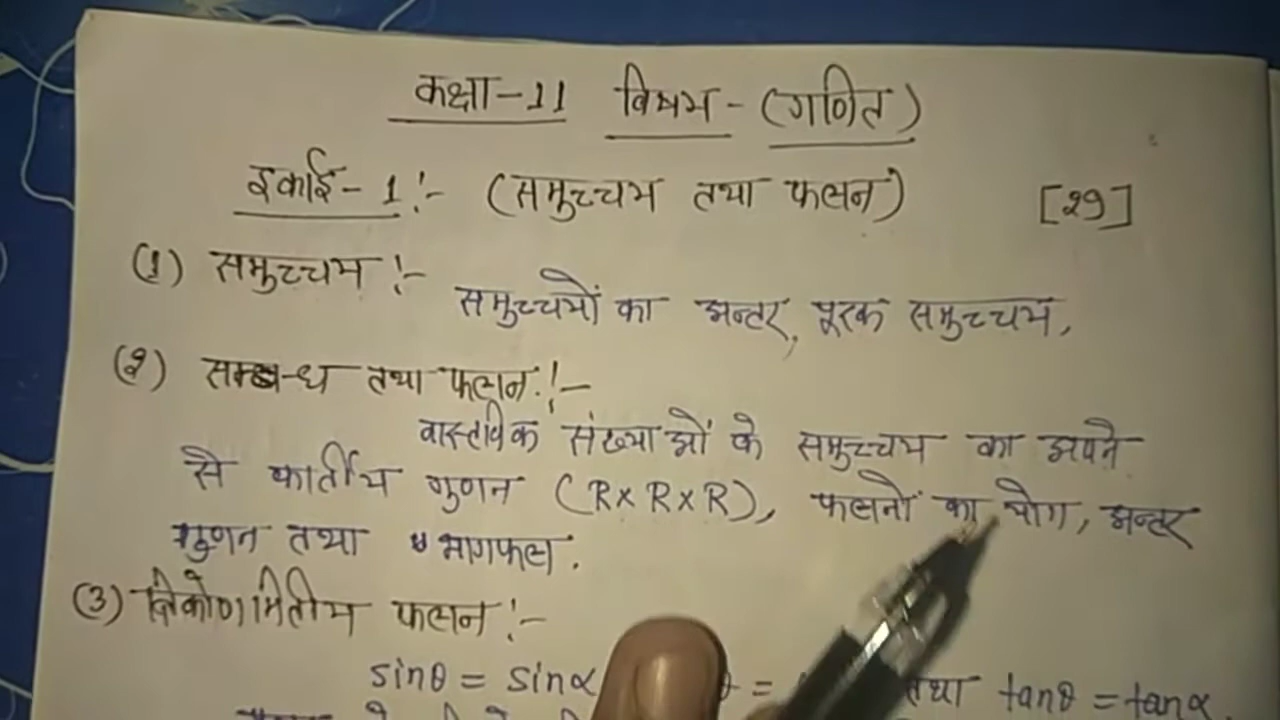 कक्षा-11 विषय-(गणित)
इकाई-1:- (समुच्चय तथा फलन) [29]
(1) समुच्चय:-
समुच्चयों का अन्तर, पूरक समुच्चय,
(2) सम्बन्ध तथा फलन:-
वास्तविक संख्याओं के समुच्चय का अपने
से कार्तीय गुणन (R×R×R), फलनों का योग, अन्तर
गुणन तथा भागफल.
(3) त्रिकोणमितीय फलन:-
sinθ = sinα θ = तथा tanθ = tanα